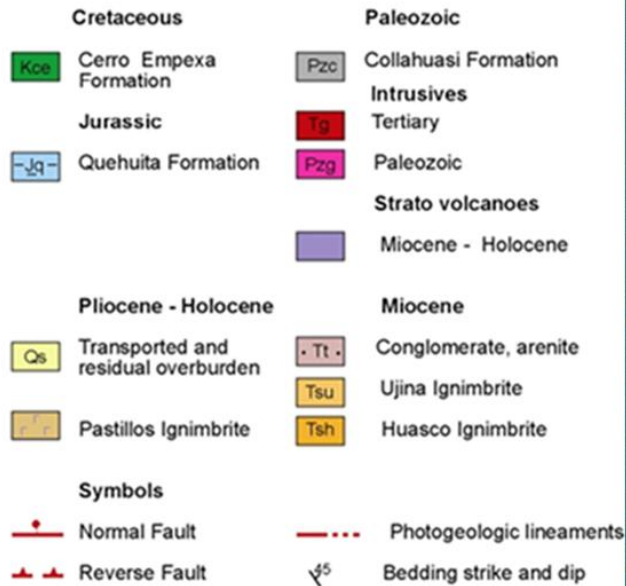 Cretaceous
Kce Cerro Empexa
Formation
Jurassic
Jq Quehuita Formation
Paleozoic
Pzc Collahuasi Formation
Intrusives
Tg Tertiary
Pzg Paleozoic
Strato volcanoes
Miocene - Holocene
Pliocene - Holocene
Qs Transported and
residual overburden
Pastillos Ignimbrite
Miocene
Tt Conglomerate, arenite
Tsu Ujina Ignimbrite
Tsh Huasco Ignimbrite
Symbols
Normal Fault
Reverse Fault
Photogeologic lineaments
45 Bedding strike and dip